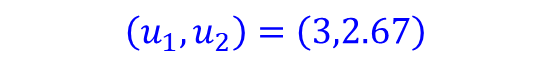 (u₁,u₂) = (3,2.67)